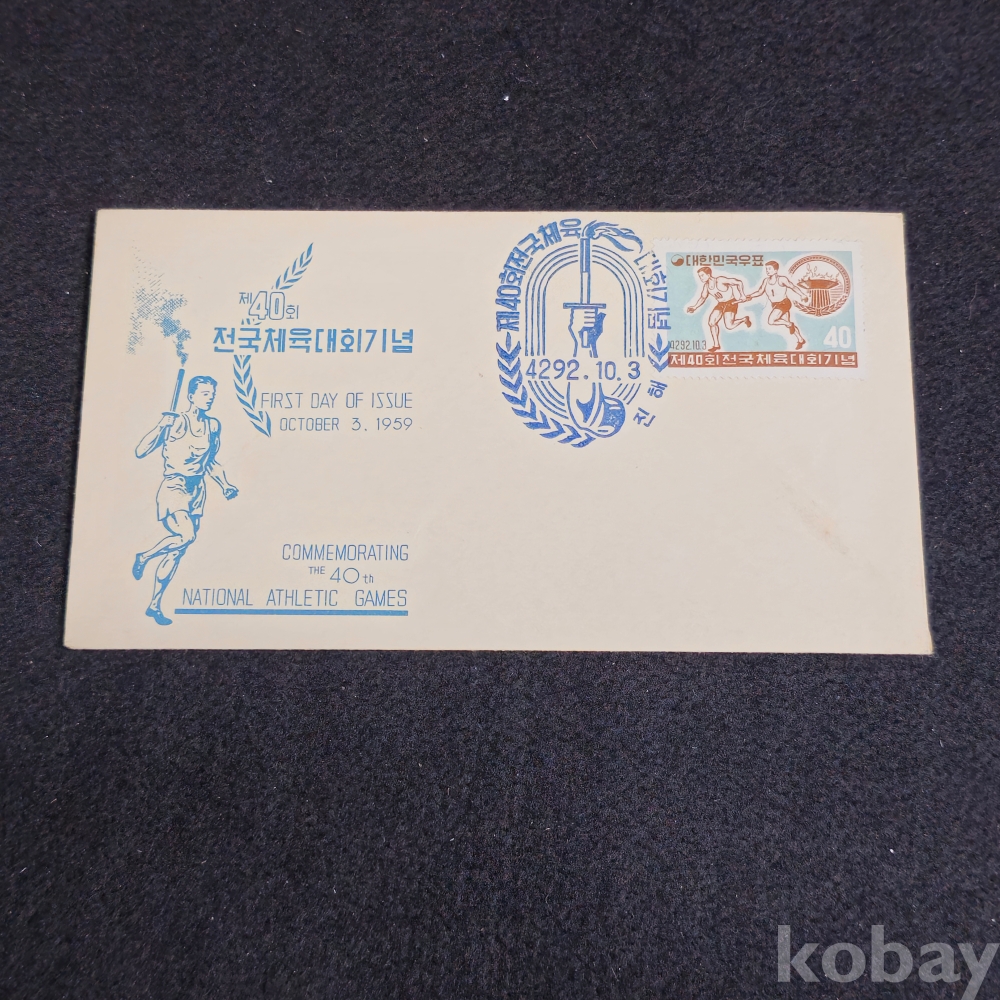 제40회
전국체육대회기념
FIRST DAY OF ISSUE
OCTOBER 3. 1959
COMMEMORATING
THE 40th
NATIONAL ATHLETIC GAMES
제40회전국체육대회기념
4292.10.3
진해
대한민국우표
4292.10.3
40
제40회전국체육대회기념
kobay